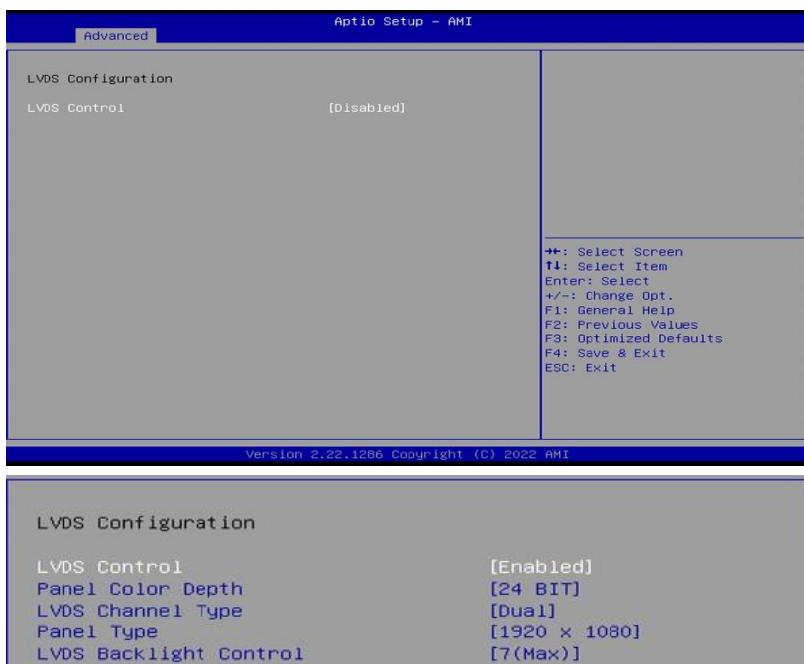 Aptio Setup – AMI
Advanced
LVDS Configuration
LVDS Control [Disabled]
→←: Select Screen
↑↓: Select Item
Enter: Select
+/-: Change Opt.
F1: General Help
F2: Previous Values
F3: Optimized Defaults
F4: Save & Exit
ESC: Exit
Version 2.22.1286 Copyright (C) 2022 AMI
LVDS Configuration
LVDS Control [Enabled]
Panel Color Depth [24 BIT]
LVDS Channel Type [Dual]
Panel Type [1920 x 1080]
LVDS Backlight Control [7(Max)]